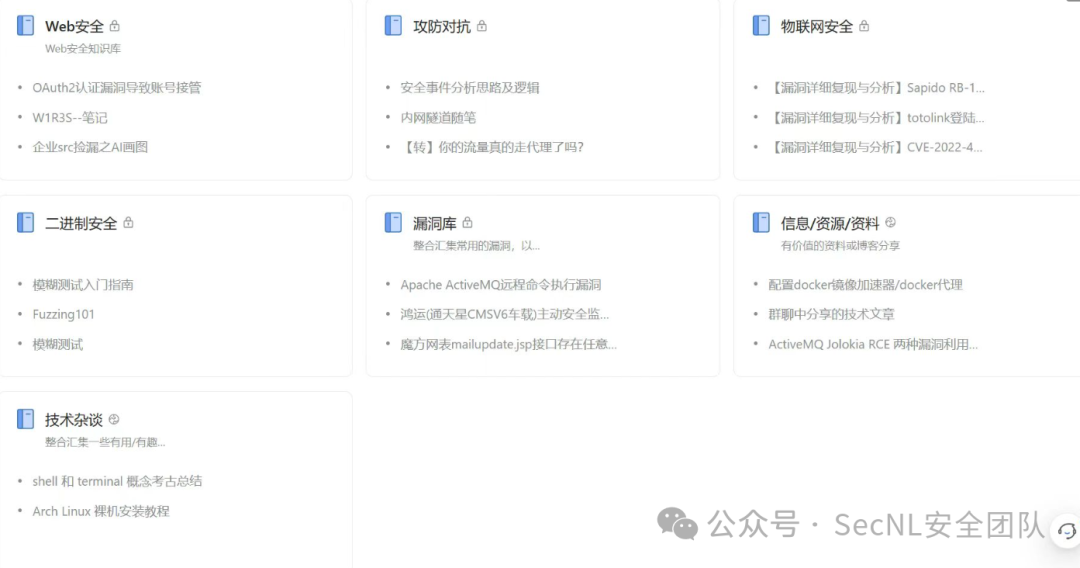 Web安全
Web安全知识库
• OAuth2认证漏洞导致账号接管
• W1R3S--笔记
• 企业src捡漏之AI画图
攻防对抗
• 安全事件分析思路及逻辑
• 内网隧道随笔
• 【转】你的流量真的走代理了吗?
物联网安全
• 【漏洞详细复现与分析】Sapido RB-1...
• 【漏洞详细复现与分析】totolink登陆...
• 【漏洞详细复现与分析】CVE-2022-4...
二进制安全
• 模糊测试入门指南
• Fuzzing101
• 模糊测试
漏洞库
整合汇集常用的漏洞，以...
• Apache ActiveMQ远程命令执行漏洞
• 鸿运(通天星CMSV6车载)主动安全监...
• 魔方网表mailupdate.jsp接口存在任意...
信息/资源/资料
有价值的资料或博客分享
• 配置docker镜像加速器/docker代理
• 群聊中分享的技术文章
• ActiveMQ Jolokia RCE 两种漏洞利用...
技术杂谈
整合汇集一些有用/有趣...
• shell 和 terminal 概念考古总结
• Arch Linux 裸机安装教程
公众号 · SecNL安全团队